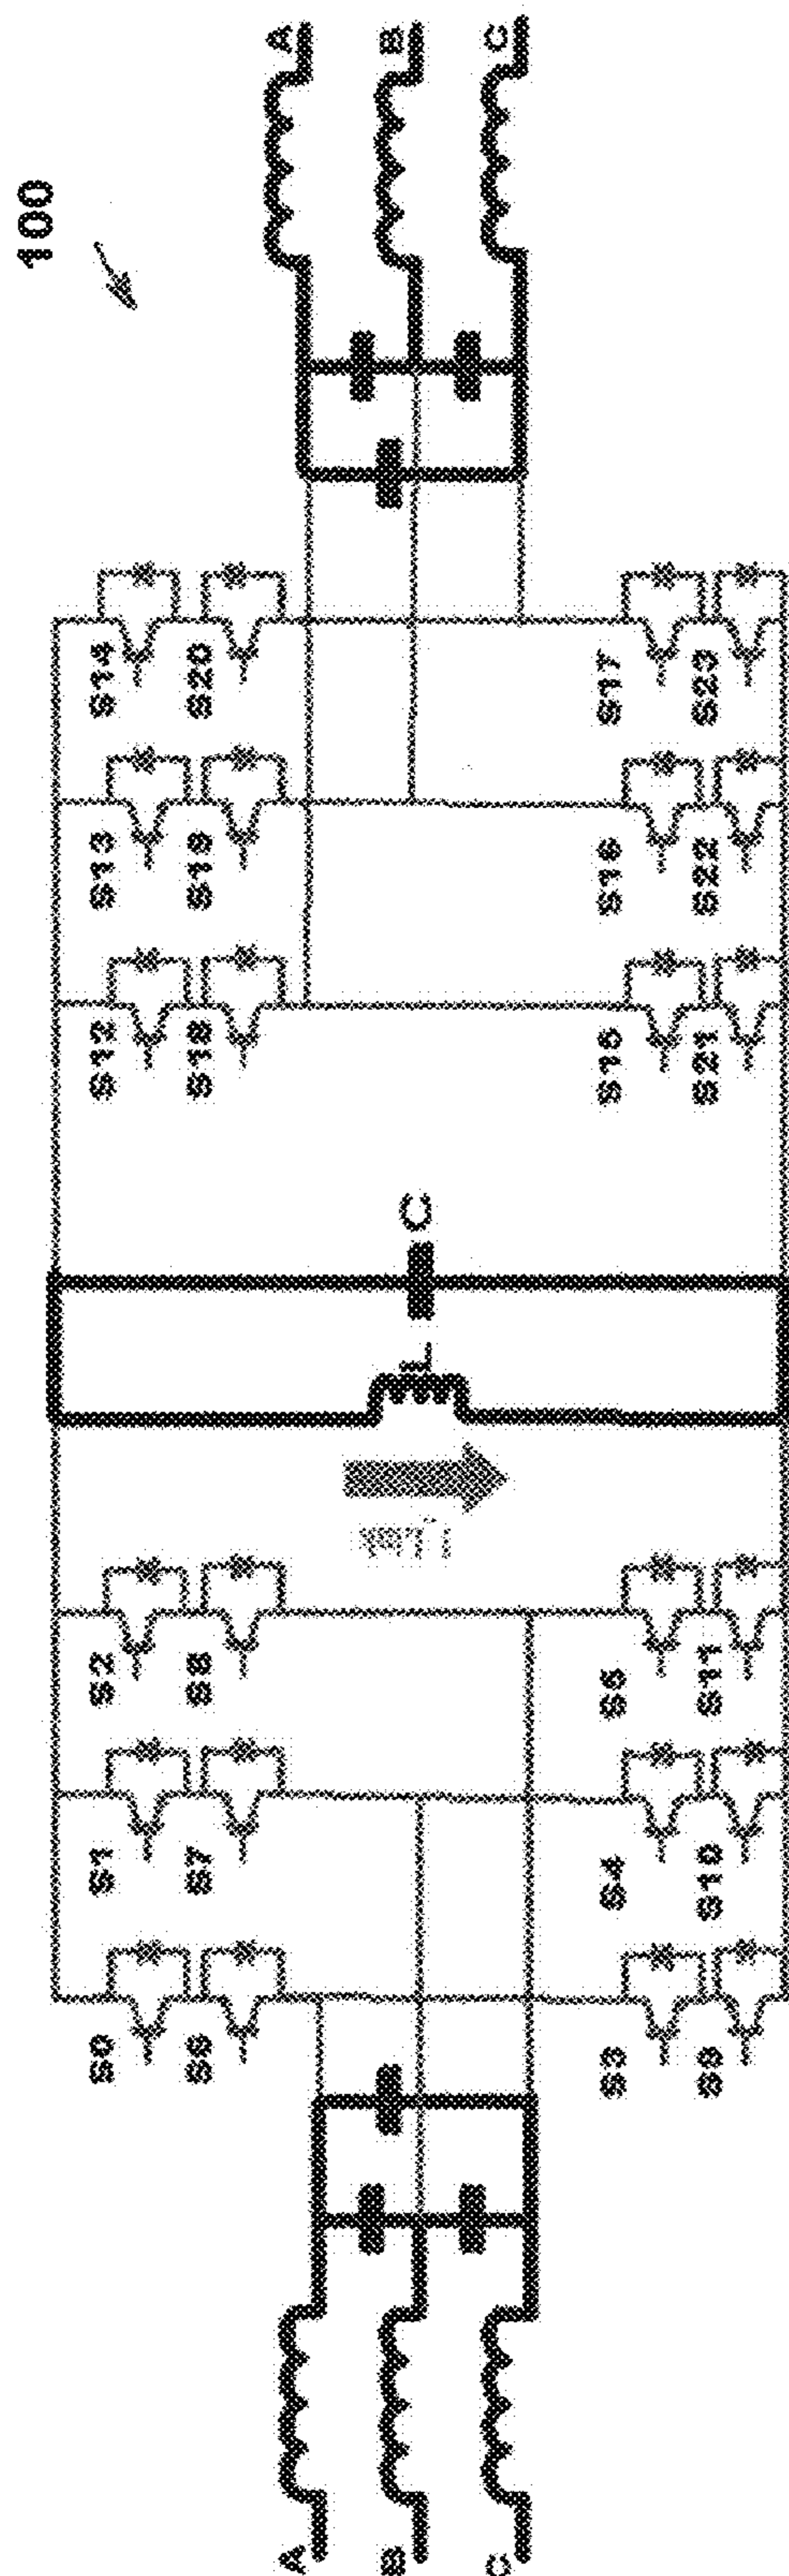 100
S0 S1 S2 S12 S13 S14
S6 S7 S8 S18 S19 S20
A A
B I_Link L C B
C C
S3 S4 S5 S15 S16 S17
S9 S10 S11 S21 S22 S23